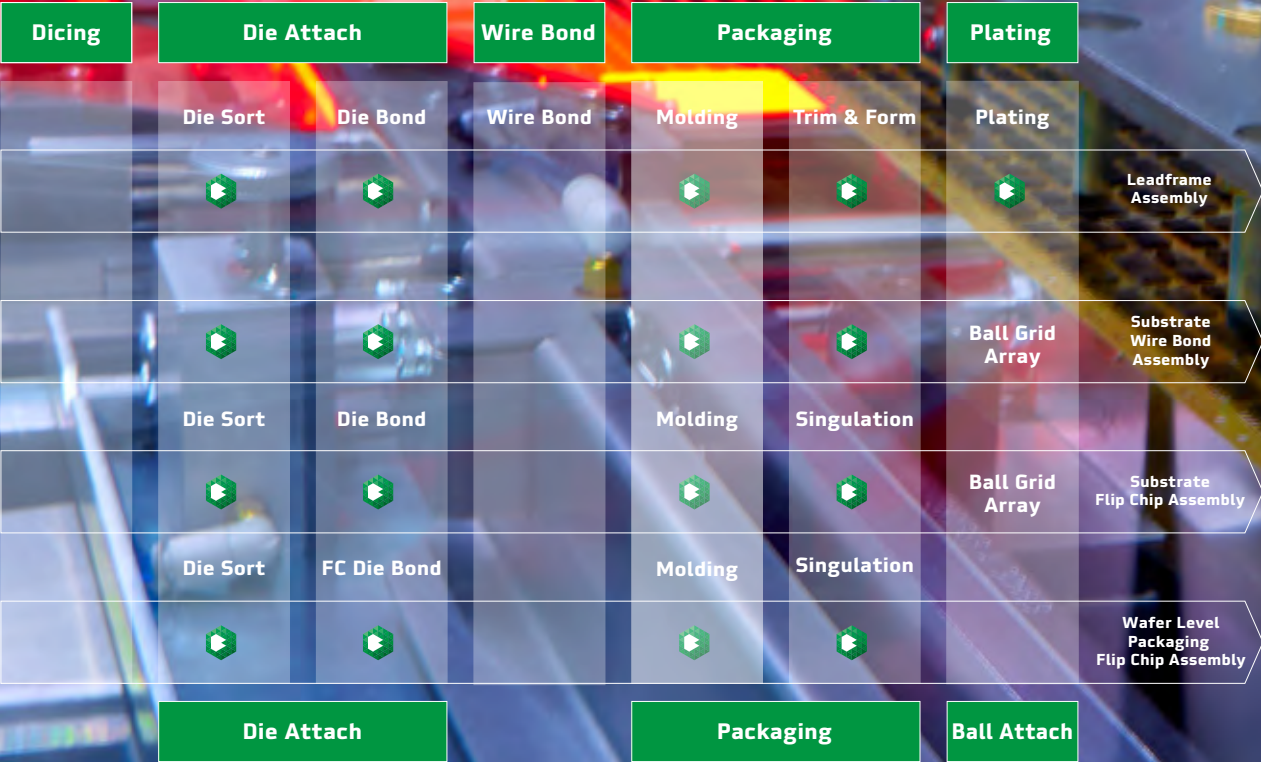 Dicing
Die Attach
Wire Bond
Packaging
Plating
Die Sort
Die Bond
Wire Bond
Molding
Trim & Form
Plating
Leadframe
Assembly
Ball Grid
Array
Substrate
Wire Bond
Assembly
Die Sort
Die Bond
Molding
Singulation
Ball Grid
Array
Substrate
Flip Chip Assembly
Die Sort
FC Die Bond
Molding
Singulation
Wafer Level
Packaging
Flip Chip Assembly
Die Attach
Packaging
Ball Attach